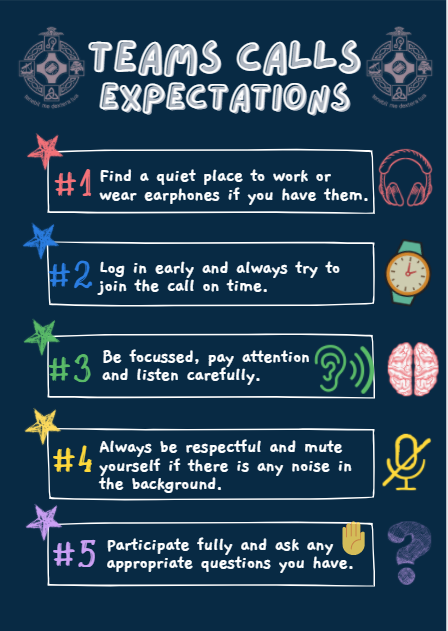 TEAMS CALLS
EXPECTATIONS
#1 Find a quiet place to work or
wear earphones if you have them.
#2 Log in early and always try to
join the call on time.
#3 Be focussed, pay attention
and listen carefully.
#4 Always be respectful and mute
yourself if there is any noise in
the background.
#5 Participate fully and ask any
appropriate questions you have.
?